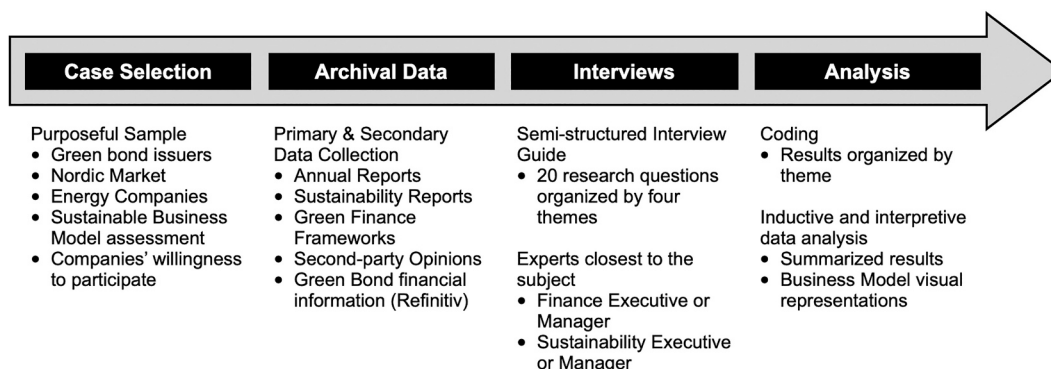 Case Selection
Archival Data
Interviews
Analysis
Purposeful Sample
• Green bond issuers
• Nordic Market
• Energy Companies
• Sustainable Business
Model assessment
• Companies' willingness
to participate
Primary & Secondary
Data Collection
• Annual Reports
• Sustainability Reports
• Green Finance
Frameworks
• Second-party Opinions
• Green Bond financial
information (Refinitiv)
Semi-structured Interview
Guide
• 20 research questions
organized by four
themes
Experts closest to the
subject
• Finance Executive or
Manager
• Sustainability Executive
or Manager
Coding
• Results organized by
theme
Inductive and interpretive
data analysis
• Summarized results
• Business Model visual
representations